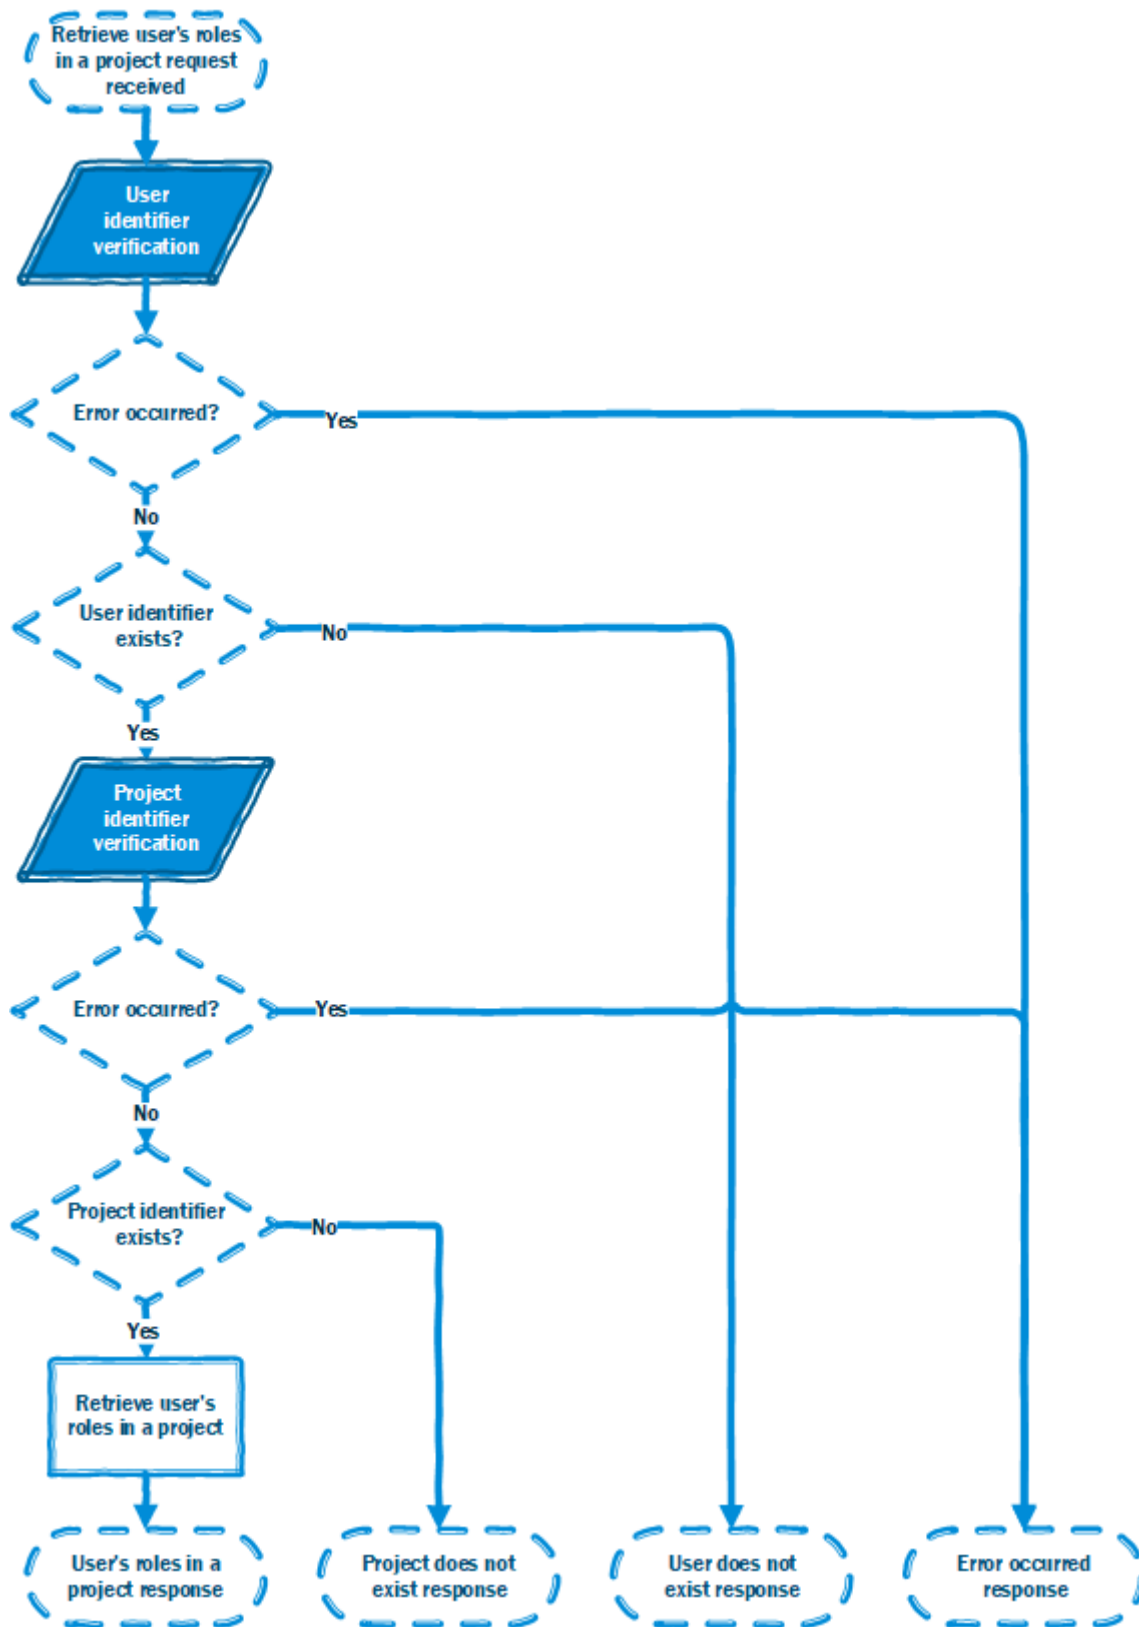 Retrieve user's roles
in a project request
received
User
identifier
verification
Error occurred?
Yes
No
User identifier
exists?
No
Yes
Project
identifier
verification
Error occurred?
Yes
No
Project identifier
exists?
No
Yes
Retrieve user's
roles in a project
User's roles in a
project response
Project does not
exist response
User does not
exist response
Error occurred
response